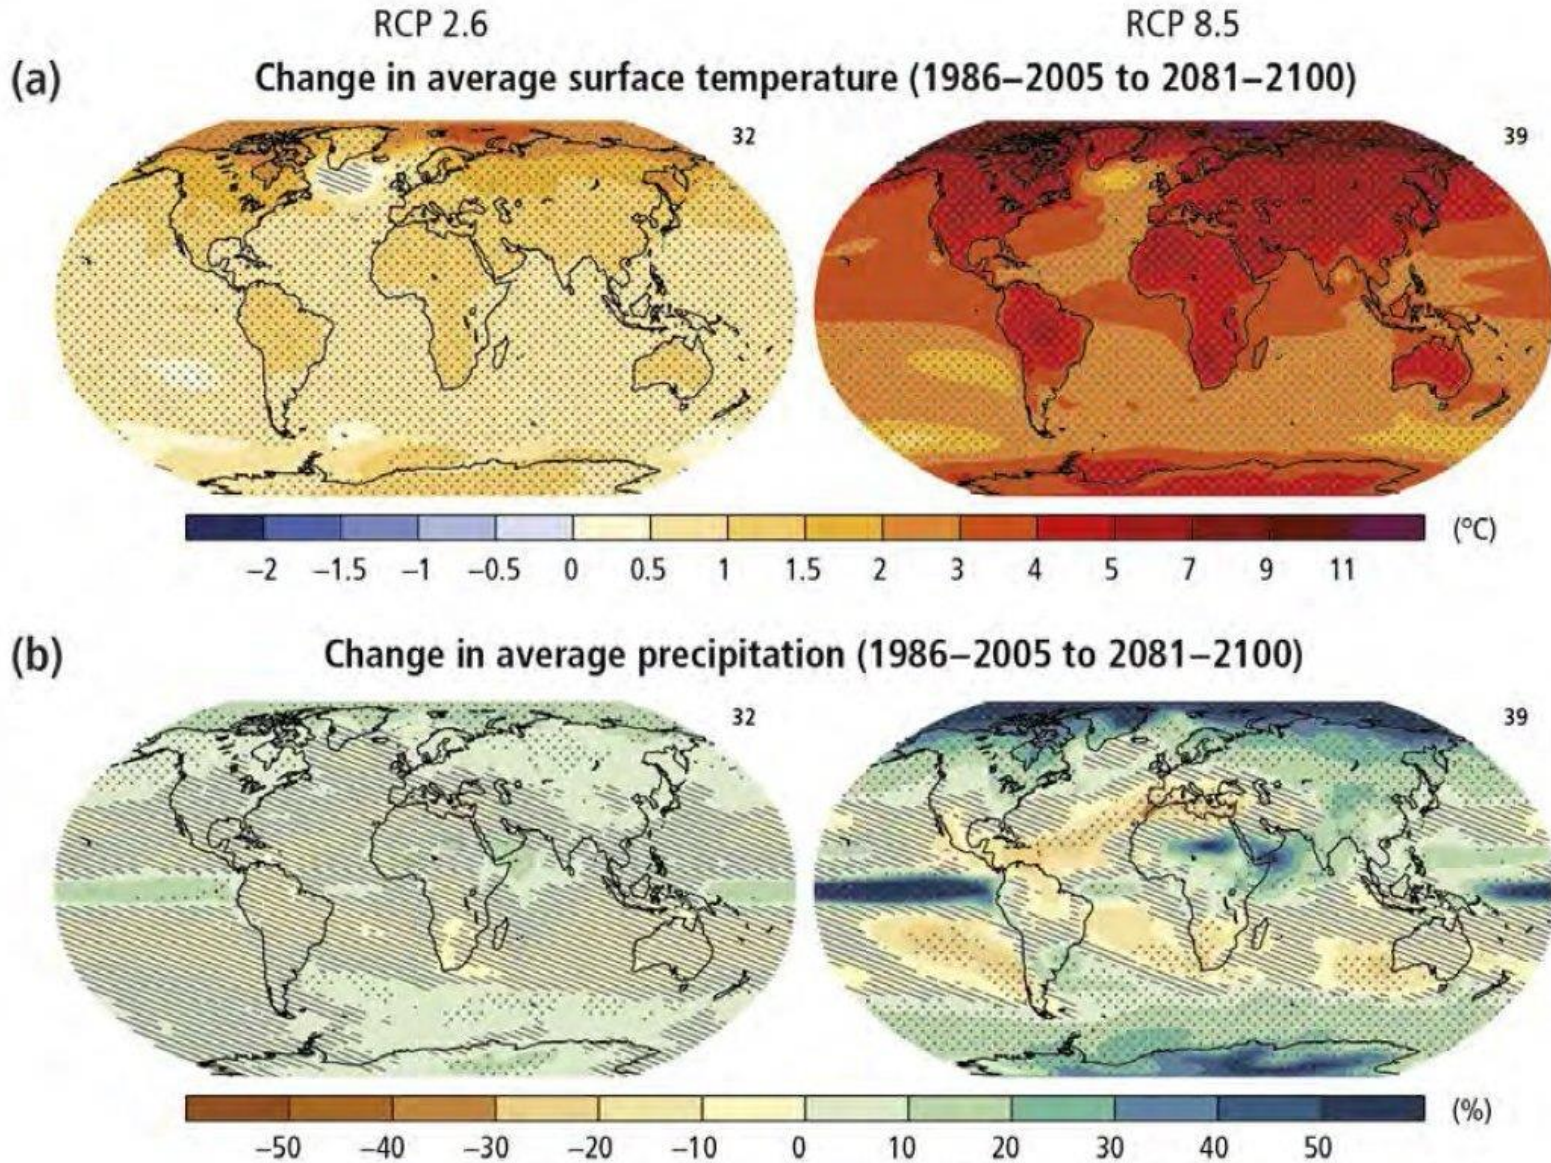 RCP 2.6 RCP 8.5
(a) Change in average surface temperature (1986–2005 to 2081–2100)
32 39
(°C)
−2 −1.5 −1 −0.5 0 0.5 1 1.5 2 3 4 5 7 9 11
(b) Change in average precipitation (1986–2005 to 2081–2100)
32 39
(%)
−50 −40 −30 −20 −10 0 10 20 30 40 50